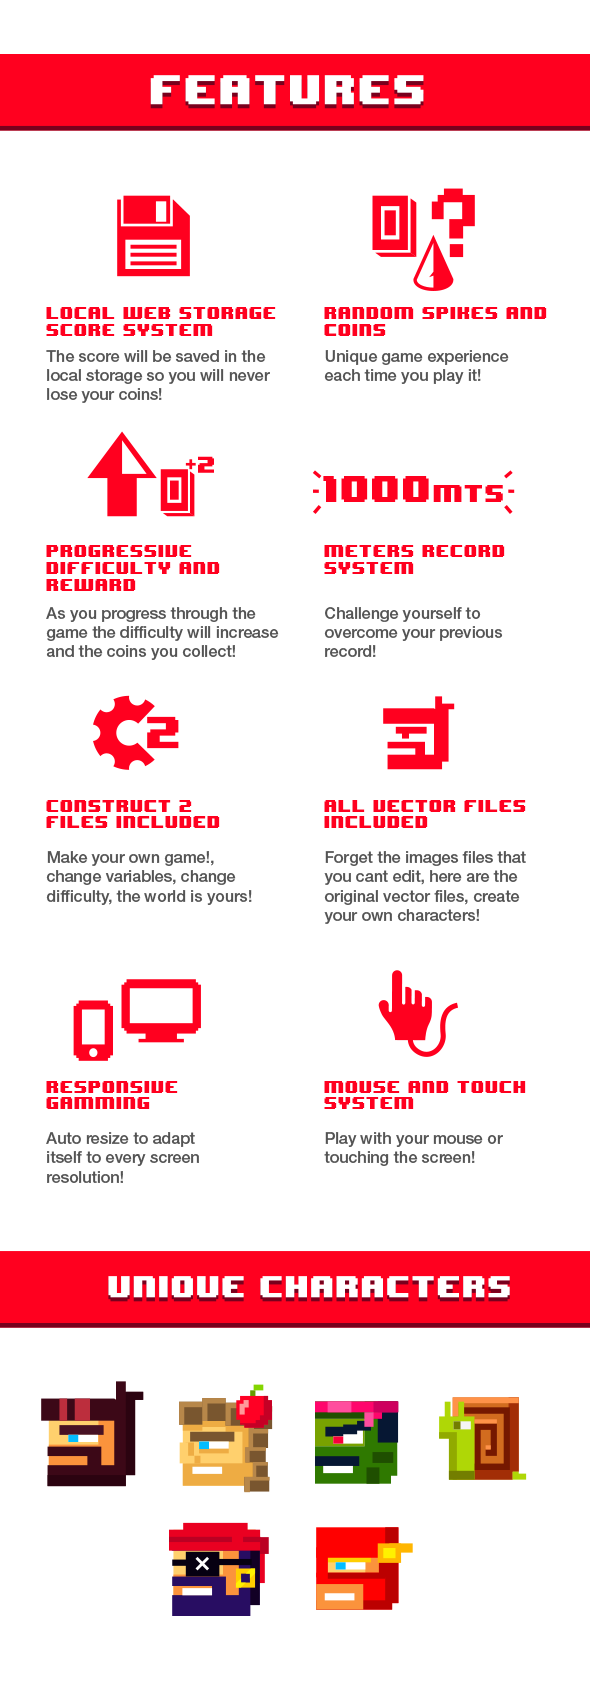 FEATURES
LOCAL WEB STORAGE
SCORE SYSTEM
The score will be saved in the
local storage so you will never
lose your coins!
RANDOM SPIKES AND
COINS
Unique game experience
each time you play it!
+2
PROGRESSIVE
DIFFICULTY AND
REWARD
As you progress through the
game the difficulty will increase
and the coins you collect!
1000MTS
METERS RECORD
SYSTEM
Challenge yourself to
overcome your previous
record!
C2
CONSTRUCT 2
FILES INCLUDED
Make your own game!,
change variables, change
difficulty, the world is yours!
ALL VECTOR FILES
INCLUDED
Forget the images files that
you cant edit, here are the
original vector files, create
your own characters!
RESPONSIVE
GAMMING
Auto resize to adapt
itself to every screen
resolution!
MOUSE AND TOUCH
SYSTEM
Play with your mouse or
touching the screen!
UNIQUE CHARACTERS